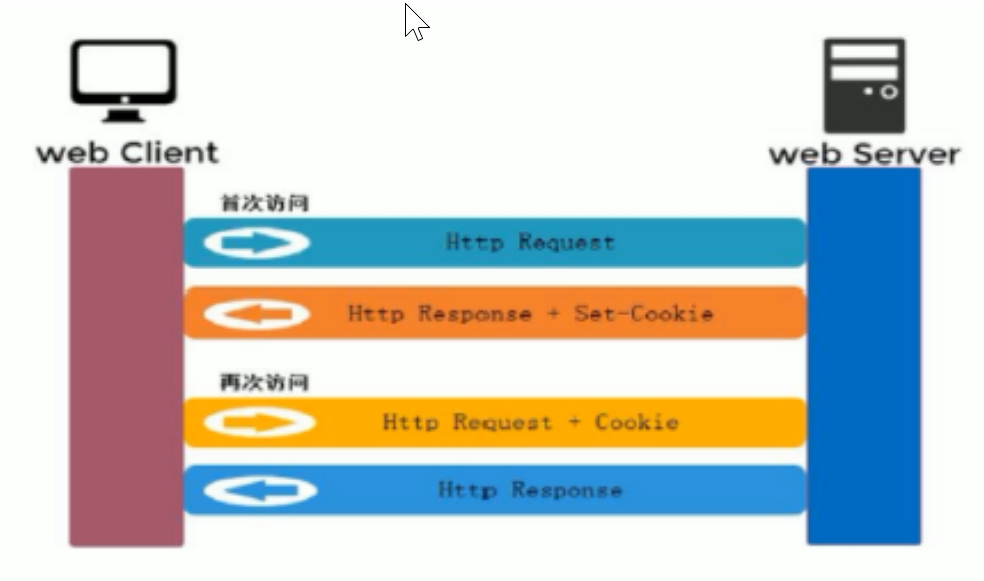 web Client
web Server
首次访问
Http Request
Http Response + Set-Cookie
再次访问
Http Request + Cookie
Http Response